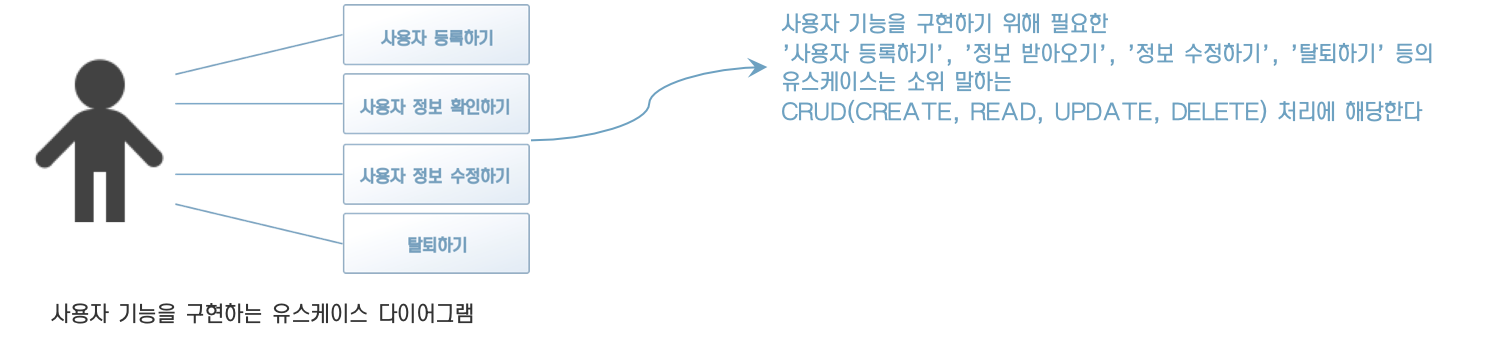 사용자 등록하기
사용자 정보 확인하기
사용자 정보 수정하기
탈퇴하기
사용자 기능을 구현하는 유스케이스 다이어그램
사용자 기능을 구현하기 위해 필요한
'사용자 등록하기', '정보 받아오기', '정보 수정하기', '탈퇴하기' 등의
유스케이스는 소위 말하는
CRUD(CREATE, READ, UPDATE, DELETE) 처리에 해당한다